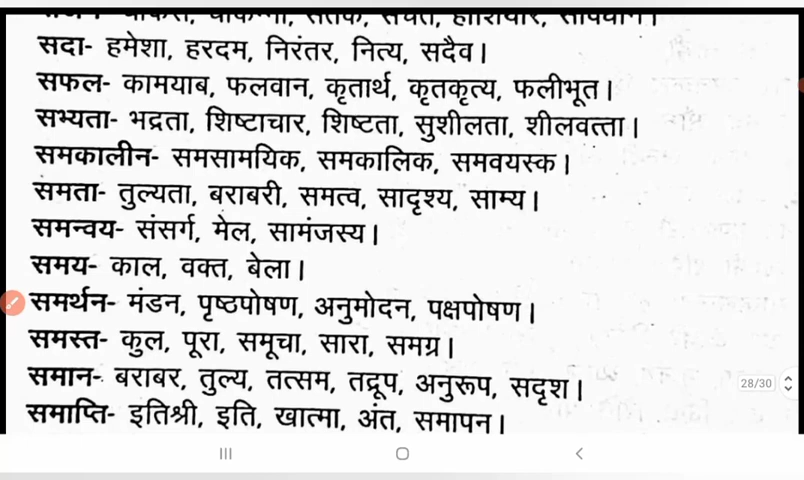 सदा- हमेशा, हरदम, निरंतर, नित्य, सदैव।
सफल- कामयाब, फलवान, कृतार्थ, कृतकृत्य, फलीभूत।
सभ्यता- भद्रता, शिष्टाचार, शिष्टता, सुशीलता, शीलवत्ता।
समकालीन- समसामयिक, समकालिक, समवयस्क।
समता- तुल्यता, बराबरी, समत्व, सादृश्य, साम्य।
समन्वय- संसर्ग, मेल, सामंजस्य।
समय- काल, वक्त, बेला।
समर्थन- मंडन, पृष्ठपोषण, अनुमोदन, पक्षपोषण।
समस्त- कुल, पूरा, समूचा, सारा, समग्र।
समान- बराबर, तुल्य, तत्सम, तद्रूप, अनुरूप, सदृश।
28/30
समाप्ति- इतिश्री, इति, खात्मा, अंत, समापन।